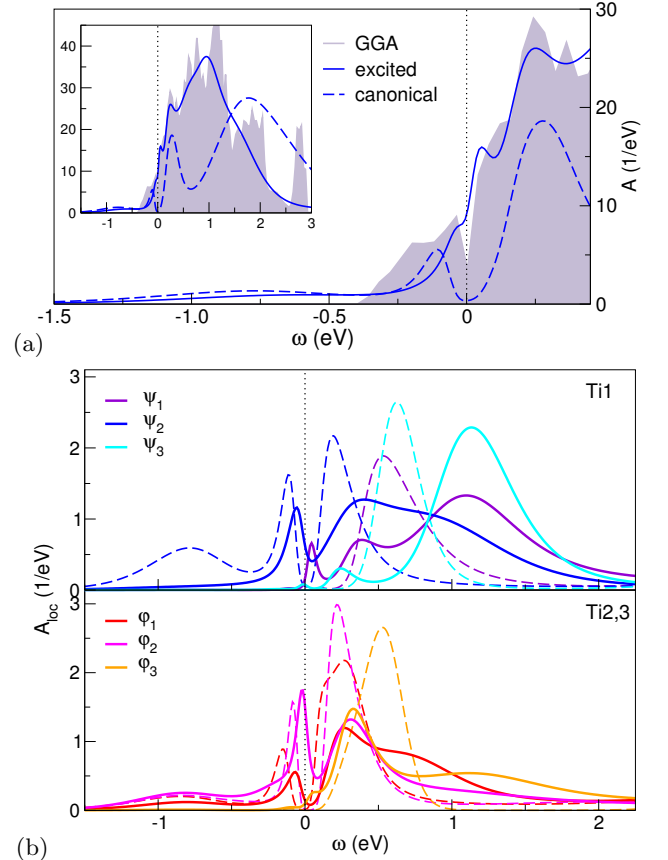 40
30
20
10
0
-1 0 1 2 3
GGA
excited
canonical
30
20
10
0
A (1/eV)
-1.5 -1.0 -0.5 0
ω (eV)
(a)
3
2
1
0
ψ1
ψ2
ψ3
Ti1
A_loc (1/eV)
3
2
1
0
φ1
φ2
φ3
Ti2,3
-1 0 1 2
ω (eV)
(b)